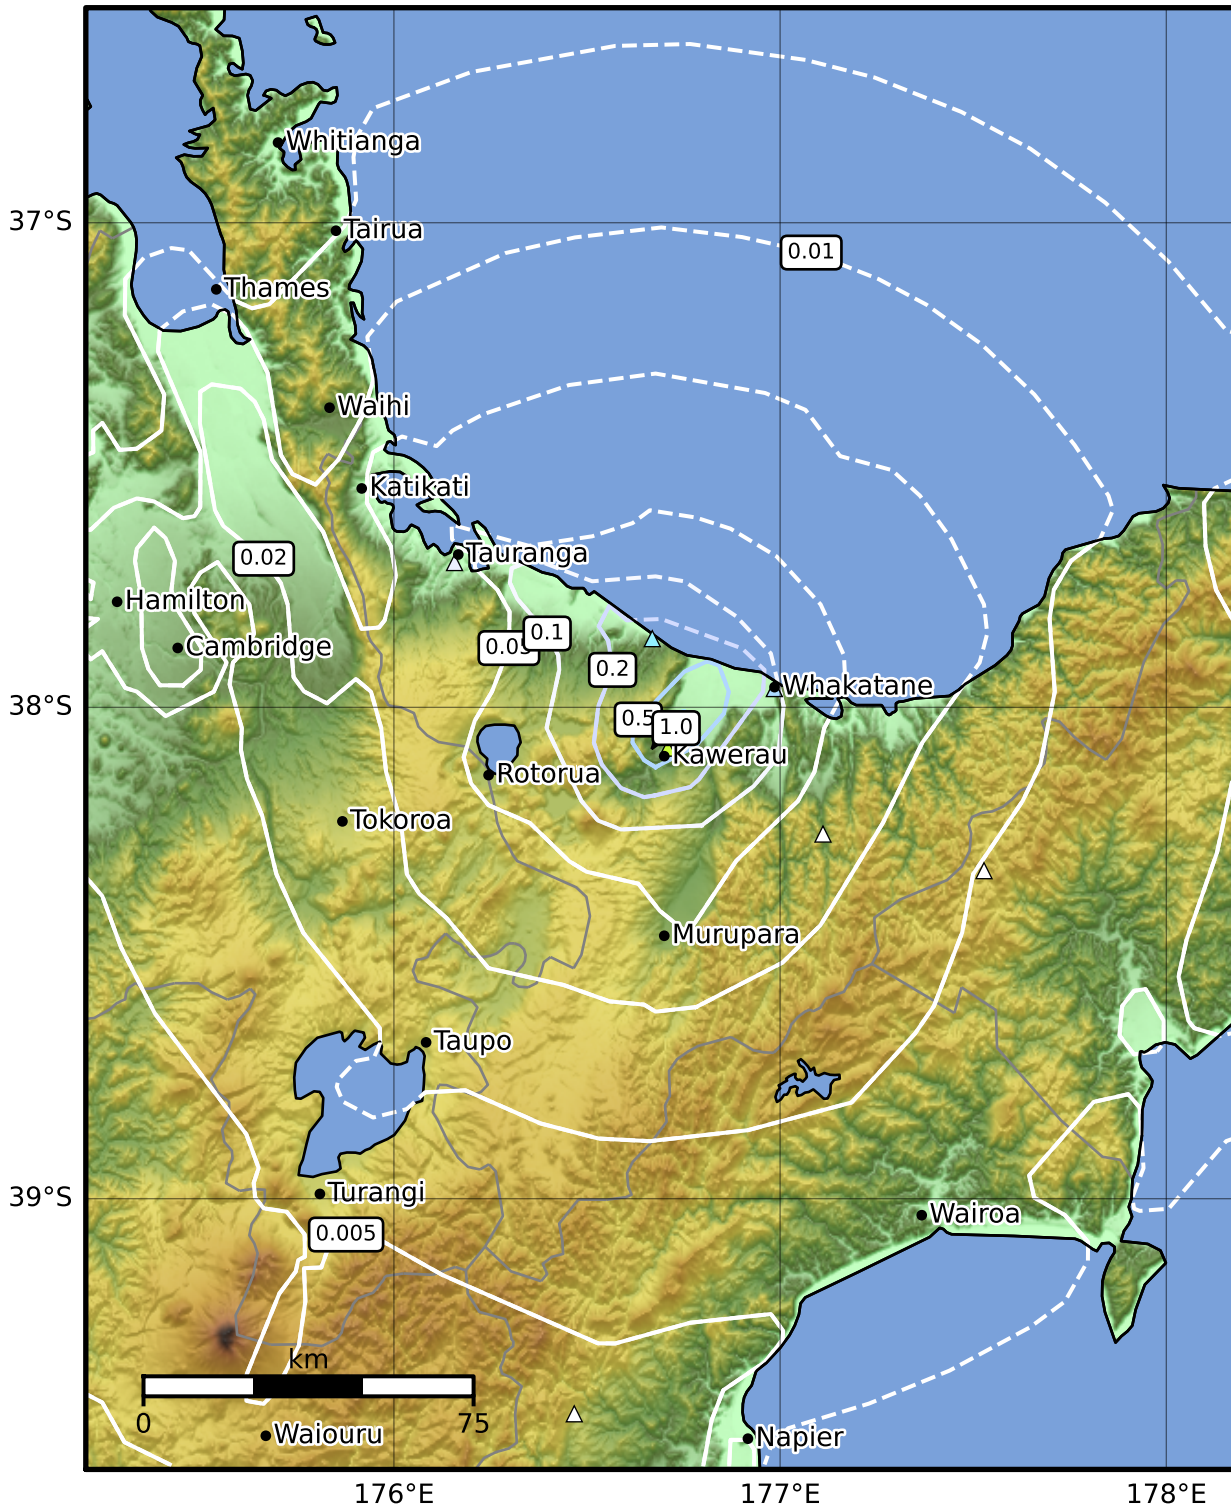 Whitianga
37°S
Tairua
0.01
Thames
Waihi
Katikati
Tauranga
0.02
Hamilton
0.1
Cambridge
0.2
Whakatane
38°S
0.5
1.0
Kawerau
Rotorua
Tokoroa
Murupara
Taupo
Turangi
39°S
Wairoa
0.005
km
0
75
Waiouru
Napier
176°E
177°E
178°E